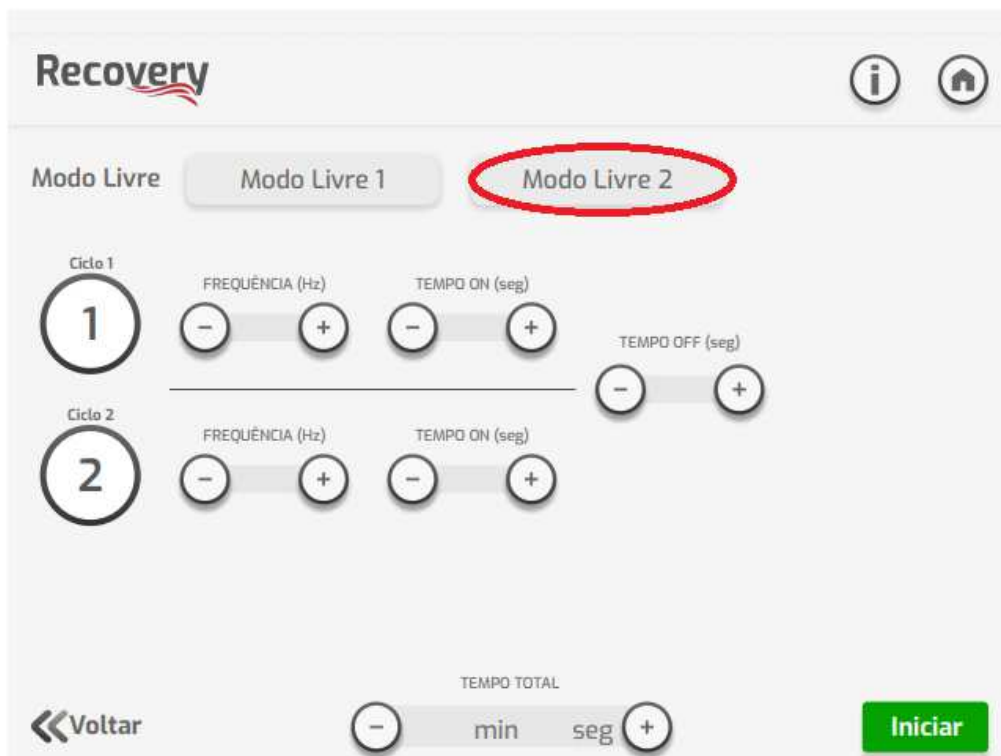 Recovery
i
Modo Livre Modo Livre 1 Modo Livre 2
Ciclo 1
1
FREQUÊNCIA (Hz) TEMPO ON (seg)
- + - +
TEMPO OFF (seg)
- +
Ciclo 2
2
FREQUÊNCIA (Hz) TEMPO ON (seg)
- + - +
TEMPO TOTAL
Voltar - min seg + Iniciar